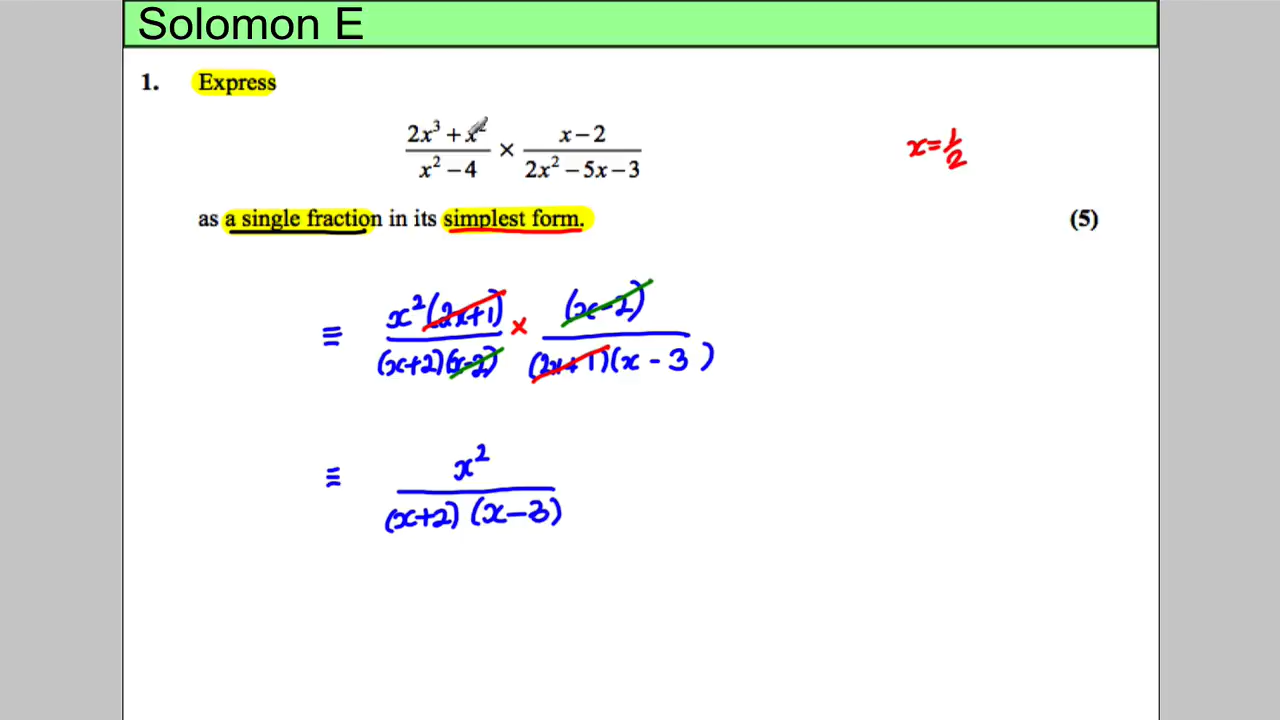 Solomon E
1. Express
2x³ + x² / x² − 4 × x − 2 / 2x² − 5x − 3
x = 1/2
as a single fraction in its simplest form. (5)
≡ x²(2x+1) / (x+2)(x−2) × (x−2) / (2x+1)(x − 3)
≡ x² / (x+2)(x−3)